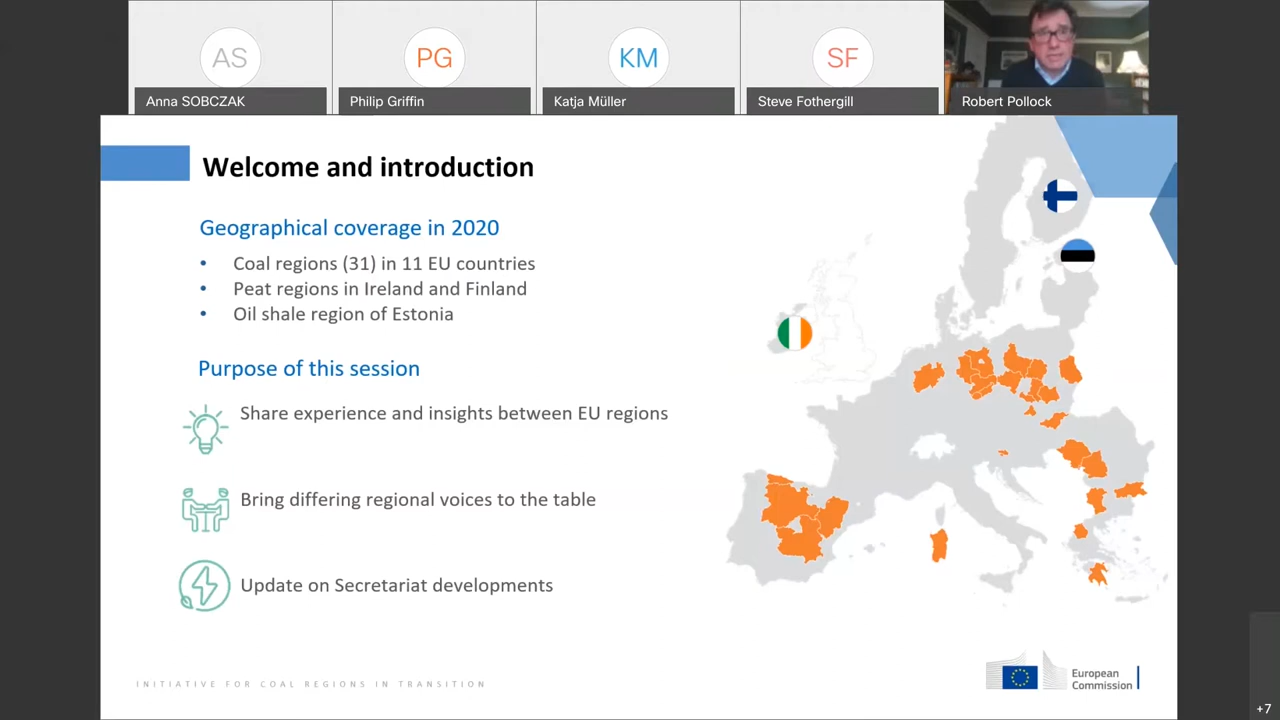 AS
PG
KM
SF
Anna SOBCZAK
Philip Griffin
Katja Müller
Steve Fothergill
Robert Pollock
Welcome and introduction
Geographical coverage in 2020
• Coal regions (31) in 11 EU countries
• Peat regions in Ireland and Finland
• Oil shale region of Estonia
Purpose of this session
Share experience and insights between EU regions
Bring differing regional voices to the table
Update on Secretariat developments
INITIATIVE FOR COAL REGIONS IN TRANSITION
European
Commission
+7